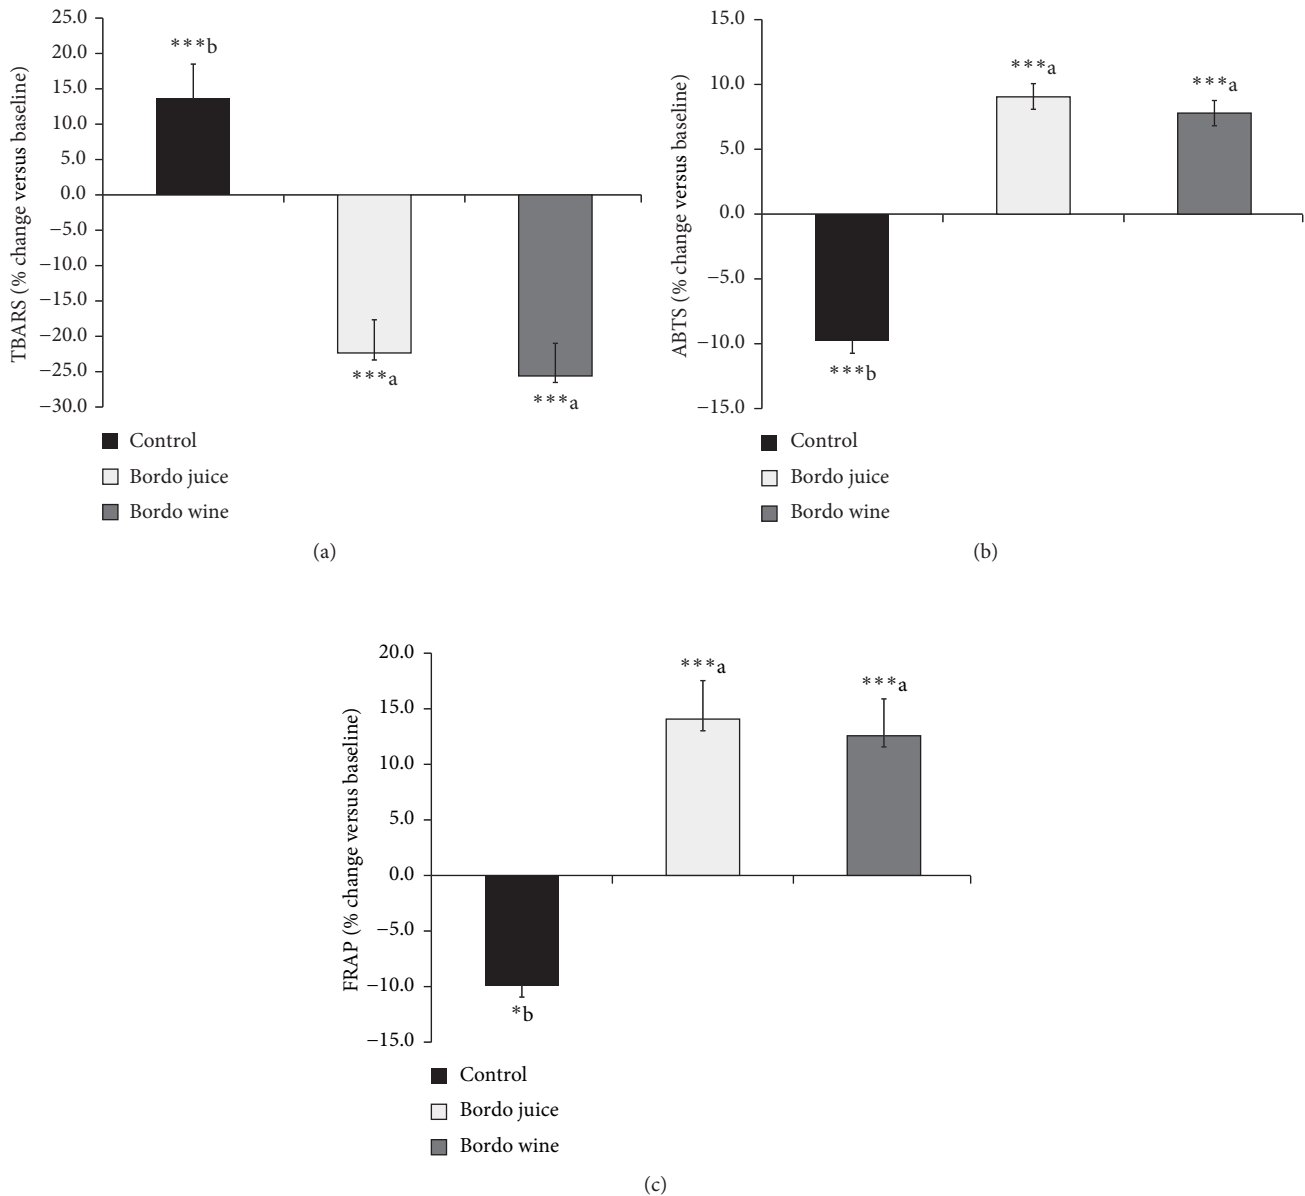 TBARS (% change versus baseline)
25.0
20.0
15.0
10.0
5.0
0.0
−5.0
−10.0
−15.0
−20.0
−25.0
−30.0
***b
***a
***a
Control
Bordo juice
Bordo wine
(a)
ABTS (% change versus baseline)
15.0
10.0
5.0
0.0
−5.0
−10.0
−15.0
***b
***a
***a
Control
Bordo juice
Bordo wine
(b)
FRAP (% change versus baseline)
20.0
15.0
10.0
5.0
0.0
−5.0
−10.0
−15.0
*b
***a
***a
Control
Bordo juice
Bordo wine
(c)